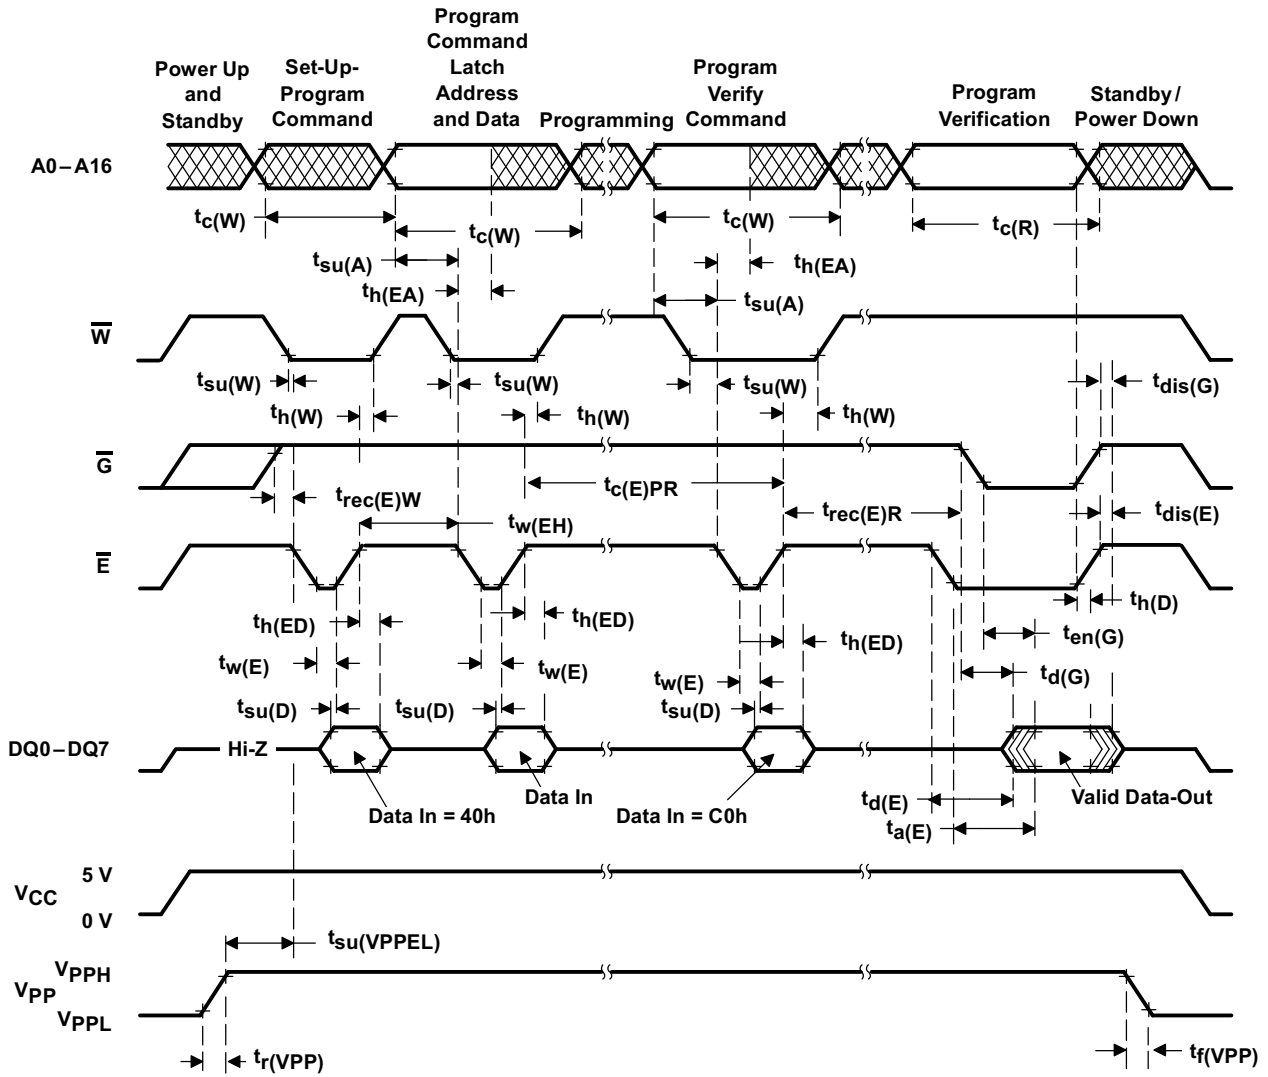 Power Up
and
Standby
Set-Up-
Program
Command
Program
Command
Latch
Address
and Data
Programming
Program
Verify
Command
Program
Verification
Standby/
Power Down
A0–A16
tc(W)
tc(W)
tc(W)
tc(R)
tsu(A)
th(EA)
th(EA)
tsu(A)
W
tsu(W)
tsu(W)
tsu(W)
tdis(G)
th(W)
th(W)
th(W)
G
trec(E)W
tc(E)PR
trec(E)R
tdis(E)
tw(EH)
E
th(ED)
th(ED)
th(ED)
th(D)
ten(G)
tw(E)
tw(E)
tw(E)
td(G)
tsu(D)
tsu(D)
tsu(D)
DQ0–DQ7
Hi-Z
Data In = 40h
Data In
Data In = C0h
Valid Data-Out
td(E)
ta(E)
VCC
5 V
0 V
tsu(VPPEL)
VPP
VPPH
VPPL
tr(VPP)
tf(VPP)